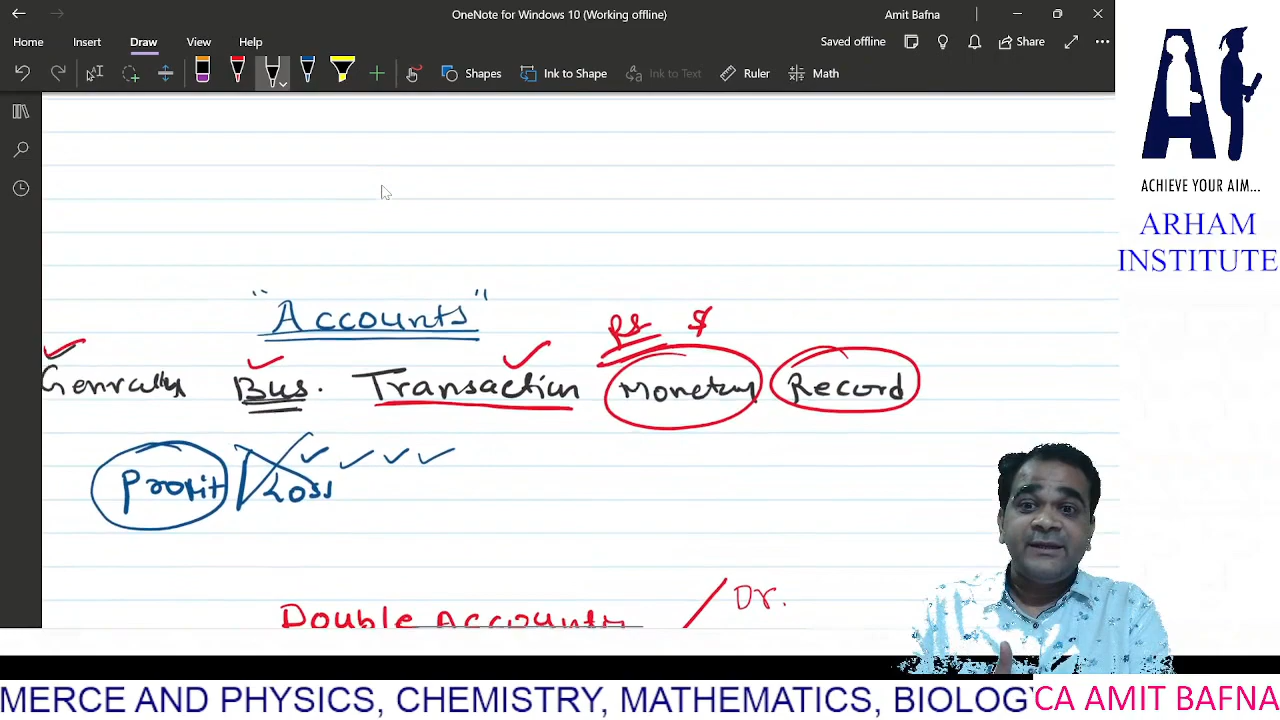 OneNote for Windows 10 (Working offline)
Amit Bafna
Home Insert Draw View Help
Saved offline
Share
Shapes
Ink to Shape
Ink to Text
Ruler
Math
ACHIEVE YOUR AIM...
ARHAM
INSTITUTE
"Accounts"
Rs $
Genrally Bus. Transaction Monetary Record
Profit Loss
Double Accounts / Dr.
MERCE AND PHYSICS, CHEMISTRY, MATHEMATICS, BIOLOG
CA AMIT BAFNA